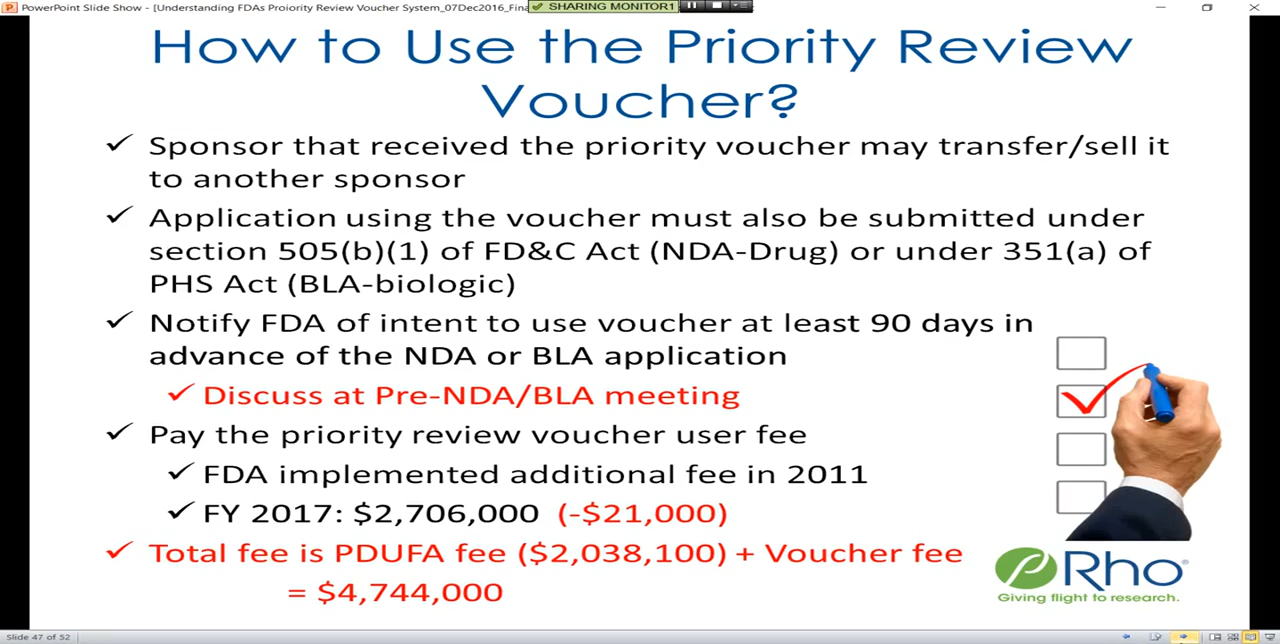 PowerPoint Slide Show - [Understanding FDAs Proiority Review Voucher System_07Dec2016_Fina
SHARING MONITOR1
How to Use the Priority Review
Voucher?
✓ Sponsor that received the priority voucher may transfer/sell it
to another sponsor
✓ Application using the voucher must also be submitted under
section 505(b)(1) of FD&C Act (NDA-Drug) or under 351(a) of
PHS Act (BLA-biologic)
✓ Notify FDA of intent to use voucher at least 90 days in
advance of the NDA or BLA application
✓ Discuss at Pre-NDA/BLA meeting
✓ Pay the priority review voucher user fee
✓ FDA implemented additional fee in 2011
✓ FY 2017: $2,706,000 (-$21,000)
✓ Total fee is PDUFA fee ($2,038,100) + Voucher fee
= $4,744,000
Rho®
Giving flight to research.
Slide 47 of 52